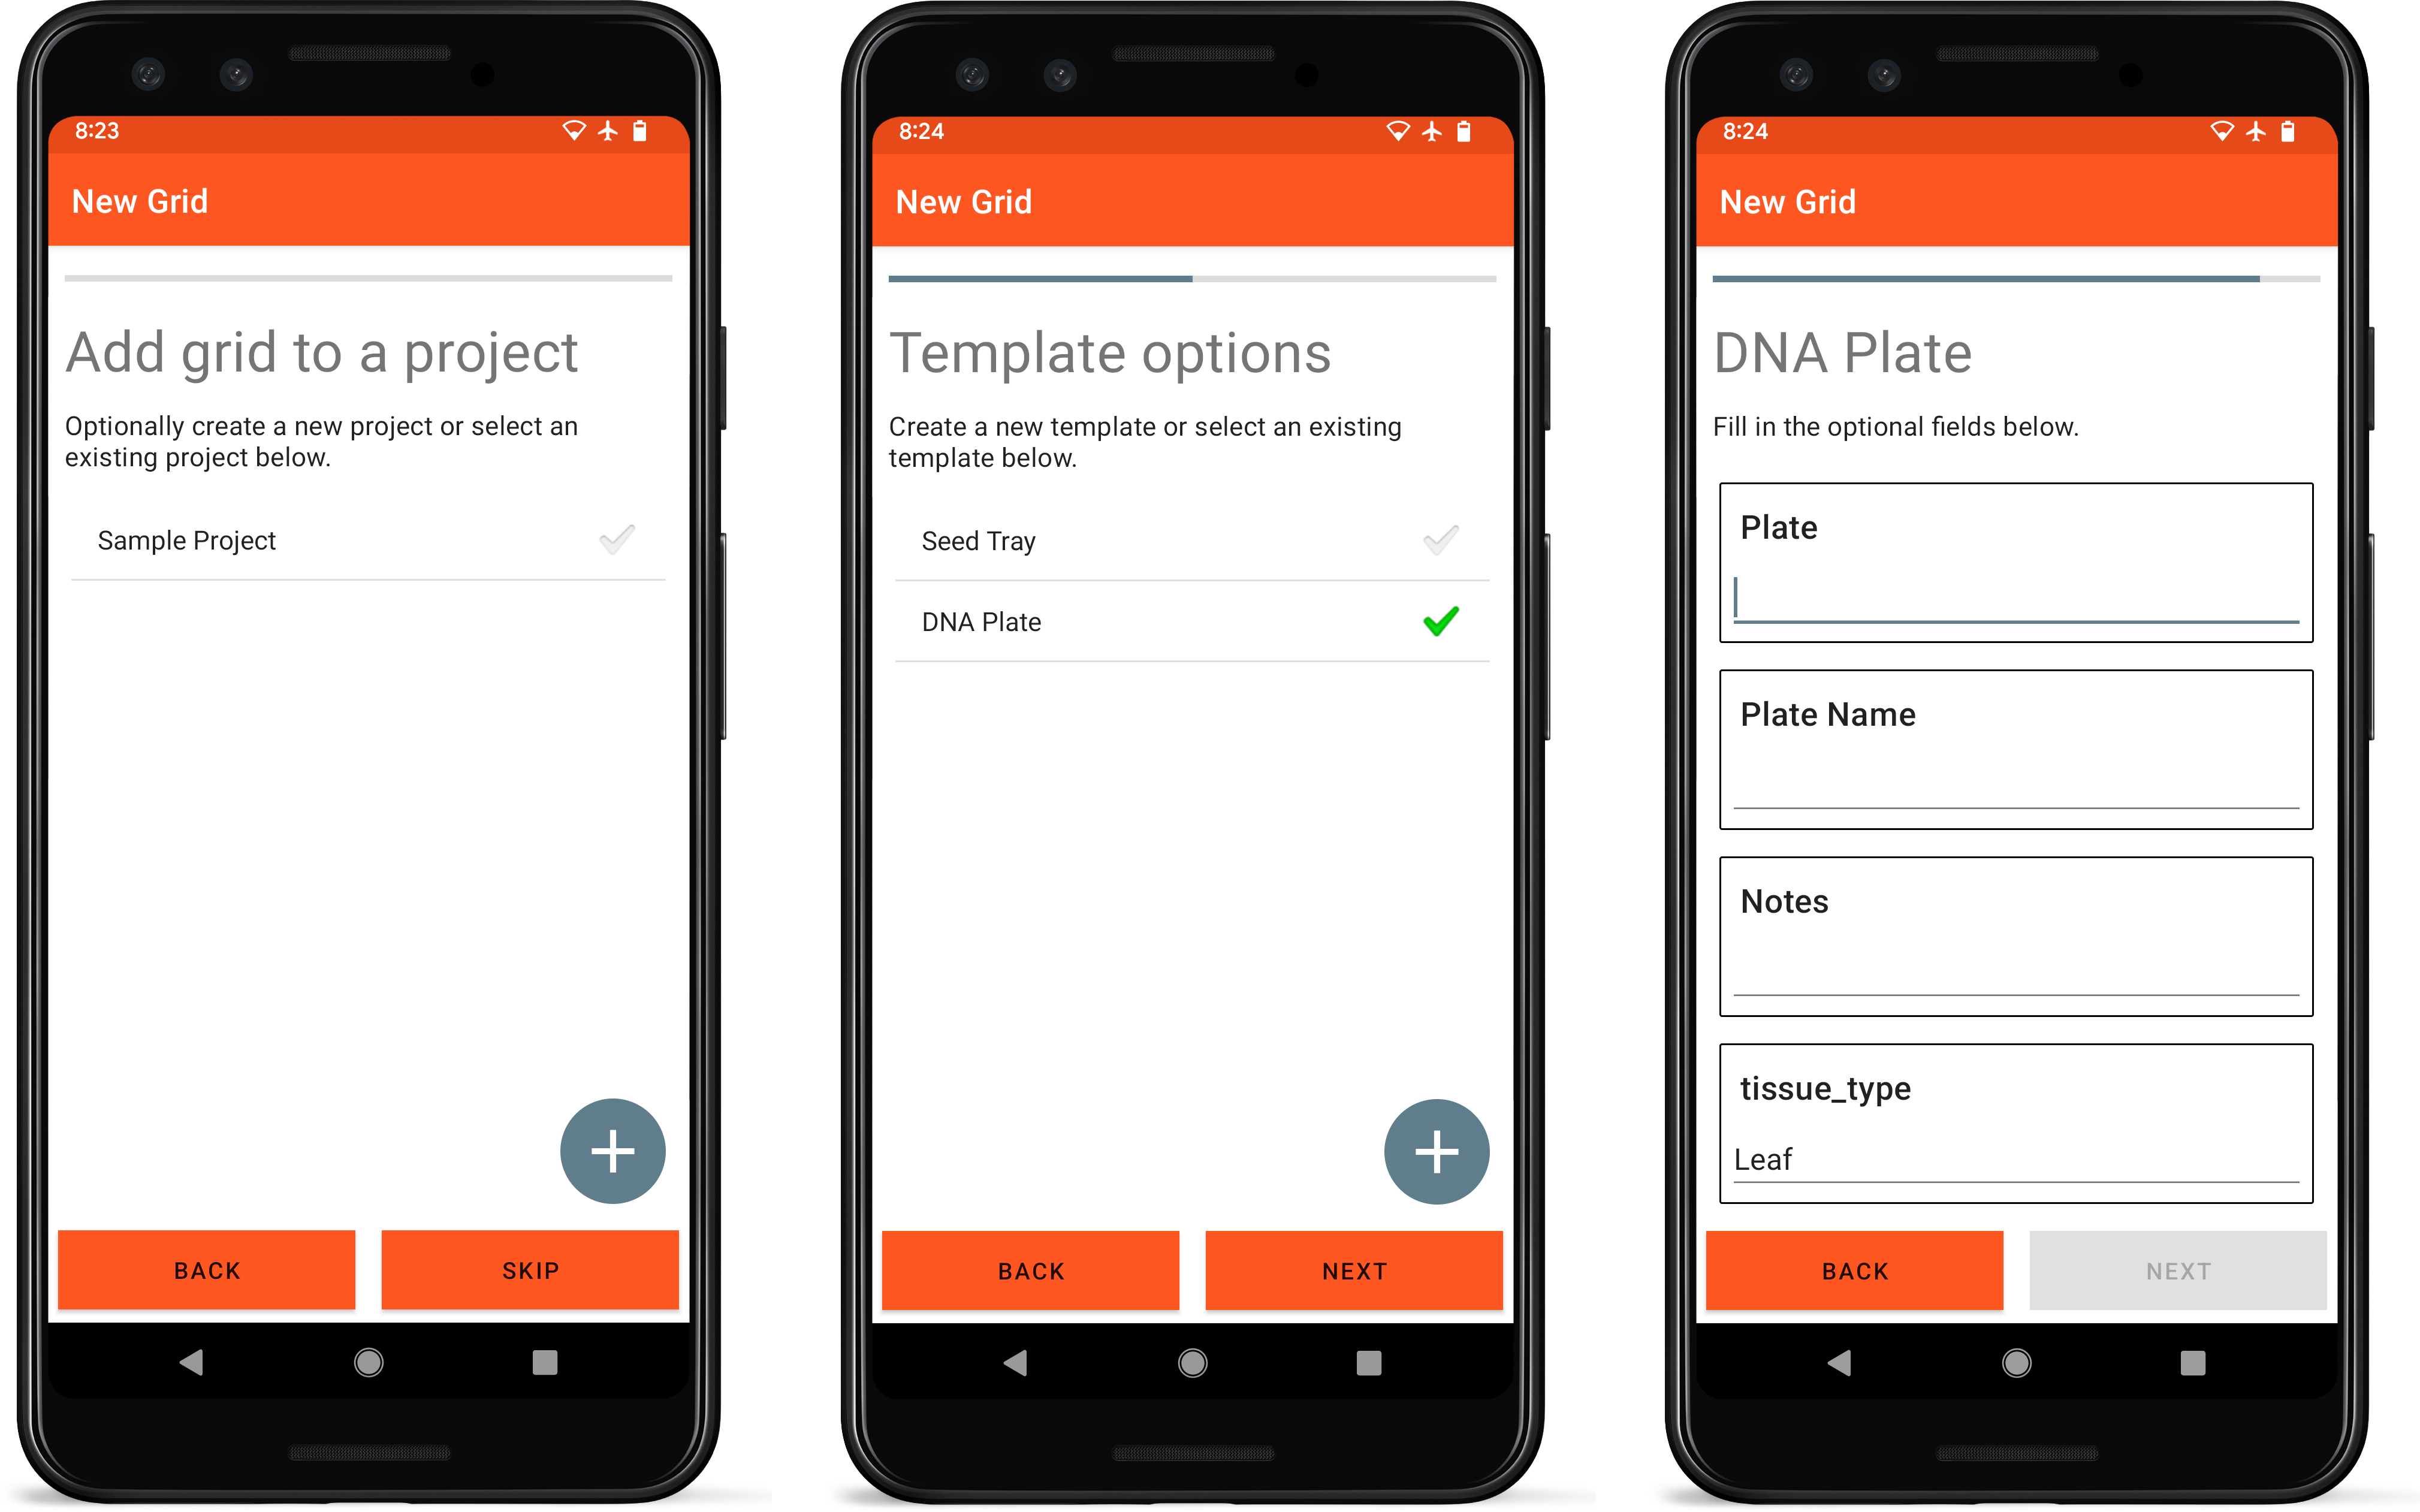 8:23
New Grid
Add grid to a project
Optionally create a new project or select an
existing project below.
Sample Project
BACK
SKIP
8:24
New Grid
Template options
Create a new template or select an existing
template below.
Seed Tray
DNA Plate
BACK
NEXT
8:24
New Grid
DNA Plate
Fill in the optional fields below.
Plate
Plate Name
Notes
tissue_type
Leaf
BACK
NEXT